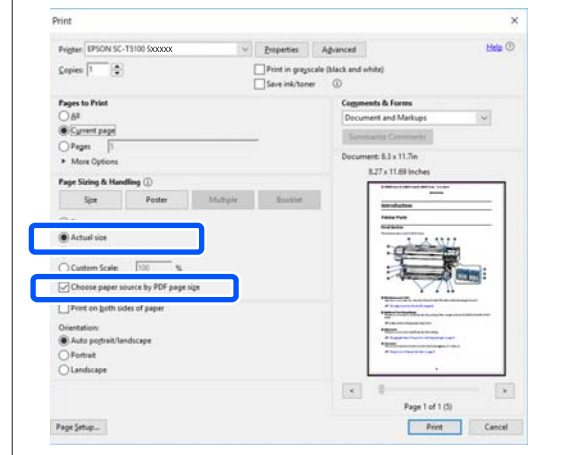 Print
Printer: EPSON SC-T5100 Sxxxxx Properties Advanced Help
Copies: 1 Print in grayscale (black and white)
Save ink/toner
Pages to Print
All
Current page
Pages 5
More Options
Page Sizing & Handling
Size Poster Multiple Booklet
Actual size
Custom Scale: 100 %
Choose paper source by PDF page size
Print on both sides of paper
Orientation:
Auto portrait/landscape
Portrait
Landscape
Comments & Forms
Document and Markups
Summarize Comments
Document: 8.3 x 11.7in
8.27 x 11.69 Inches
Introduction
Printer Parts
Page 1 of 1 (5)
Page Setup... Print Cancel